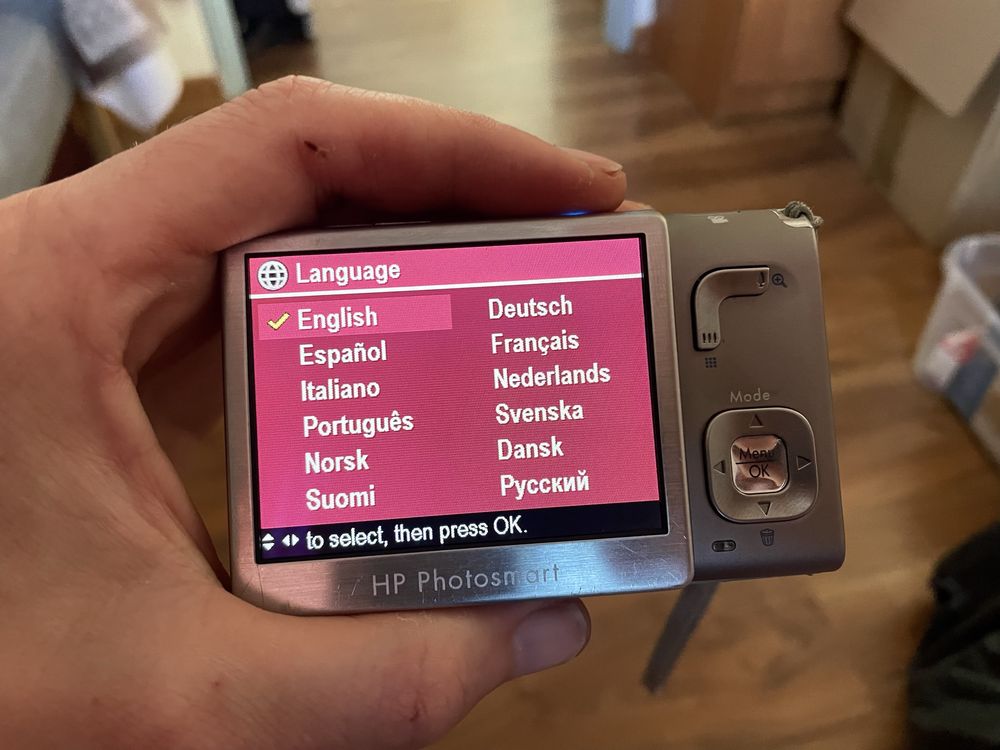 Language
English
Español
Italiano
Português
Norsk
Suomi
Deutsch
Français
Nederlands
Svenska
Dansk
Русский
to select, then press OK.
HP Photosmart
Mode
Menu
OK